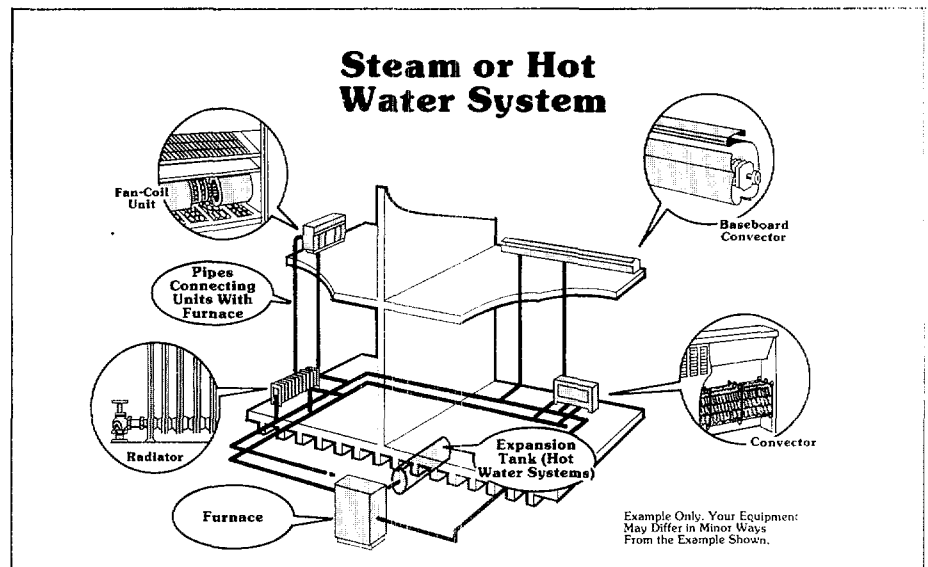 Steam or Hot
Water System
Fan-Coil
Unit
Baseboard
Convector
Pipes
Connecting
Units With
Furnace
Radiator
Expansion
Tank (Hot
Water Systems)
Convector
Furnace
Example Only. Your Equipment
May Differ in Minor Ways
From the Example Shown.